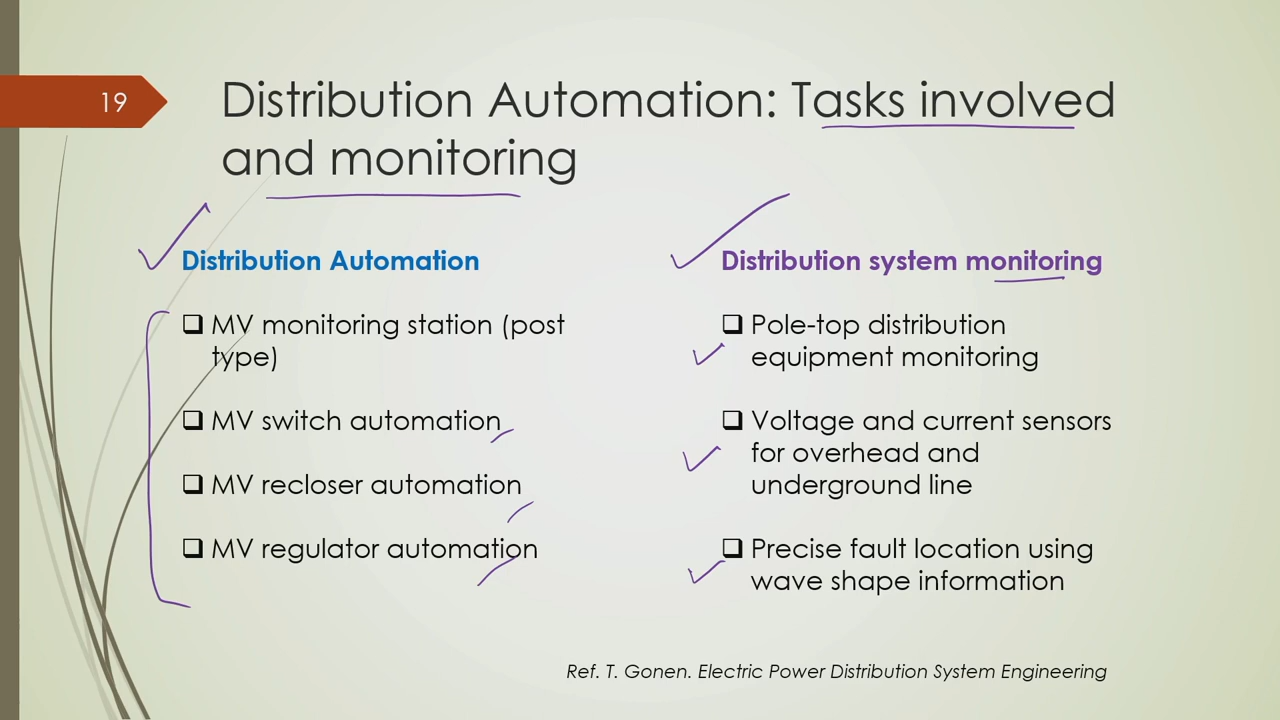 19
Distribution Automation: Tasks involved
and monitoring
Distribution Automation
❑ MV monitoring station (post
type)
❑ MV switch automation
❑ MV recloser automation
❑ MV regulator automation
Distribution system monitoring
❑ Pole-top distribution
equipment monitoring
❑ Voltage and current sensors
for overhead and
underground line
❑ Precise fault location using
wave shape information
Ref. T. Gonen. Electric Power Distribution System Engineering